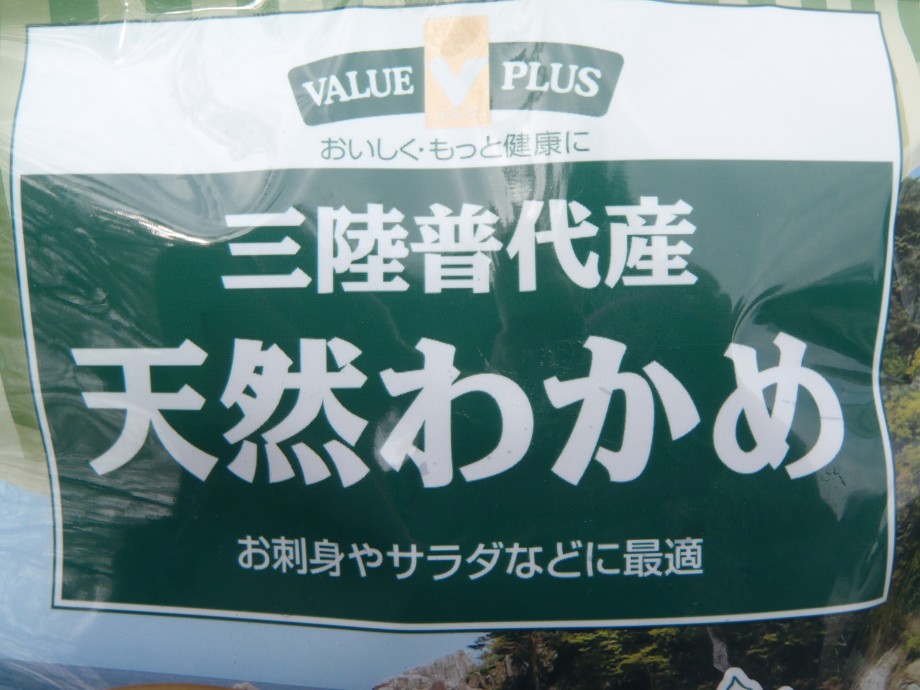 VALUE PLUS
おいしく・もっと健康に
三陸普代産
天然わかめ
お刺身やサラダなどに最適